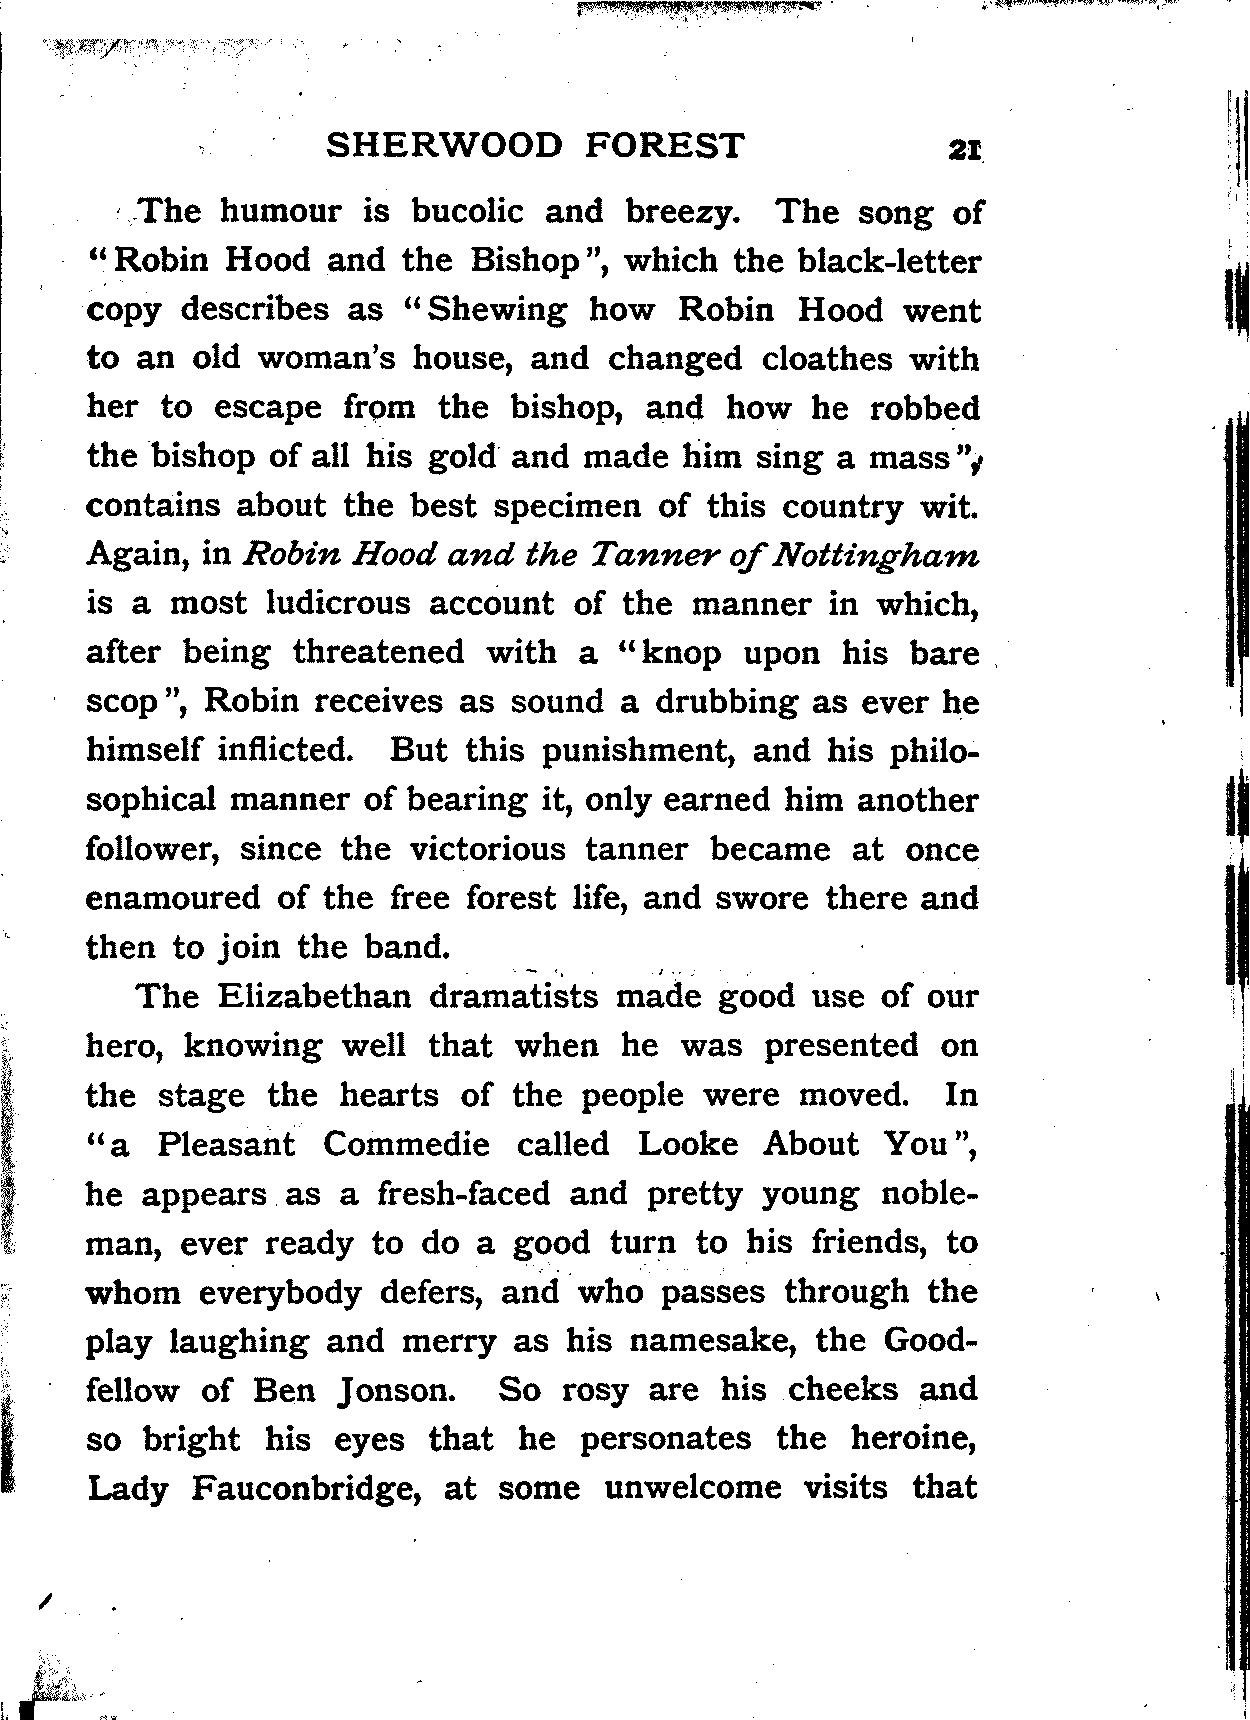 SHERWOOD FOREST 21
The humour is bucolic and breezy. The song of
"Robin Hood and the Bishop", which the black-letter
copy describes as "Shewing how Robin Hood went
to an old woman's house, and changed cloathes with
her to escape from the bishop, and how he robbed
the bishop of all his gold and made him sing a mass",
contains about the best specimen of this country wit.
Again, in Robin Hood and the Tanner of Nottingham
is a most ludicrous account of the manner in which,
after being threatened with a "knop upon his bare
scop", Robin receives as sound a drubbing as ever he
himself inflicted. But this punishment, and his philo-
sophical manner of bearing it, only earned him another
follower, since the victorious tanner became at once
enamoured of the free forest life, and swore there and
then to join the band.
The Elizabethan dramatists made good use of our
hero, knowing well that when he was presented on
the stage the hearts of the people were moved. In
"a Pleasant Commedie called Looke About You",
he appears as a fresh-faced and pretty young noble-
man, ever ready to do a good turn to his friends, to
whom everybody defers, and who passes through the
play laughing and merry as his namesake, the Good-
fellow of Ben Jonson. So rosy are his cheeks and
so bright his eyes that he personates the heroine,
Lady Fauconbridge, at some unwelcome visits that